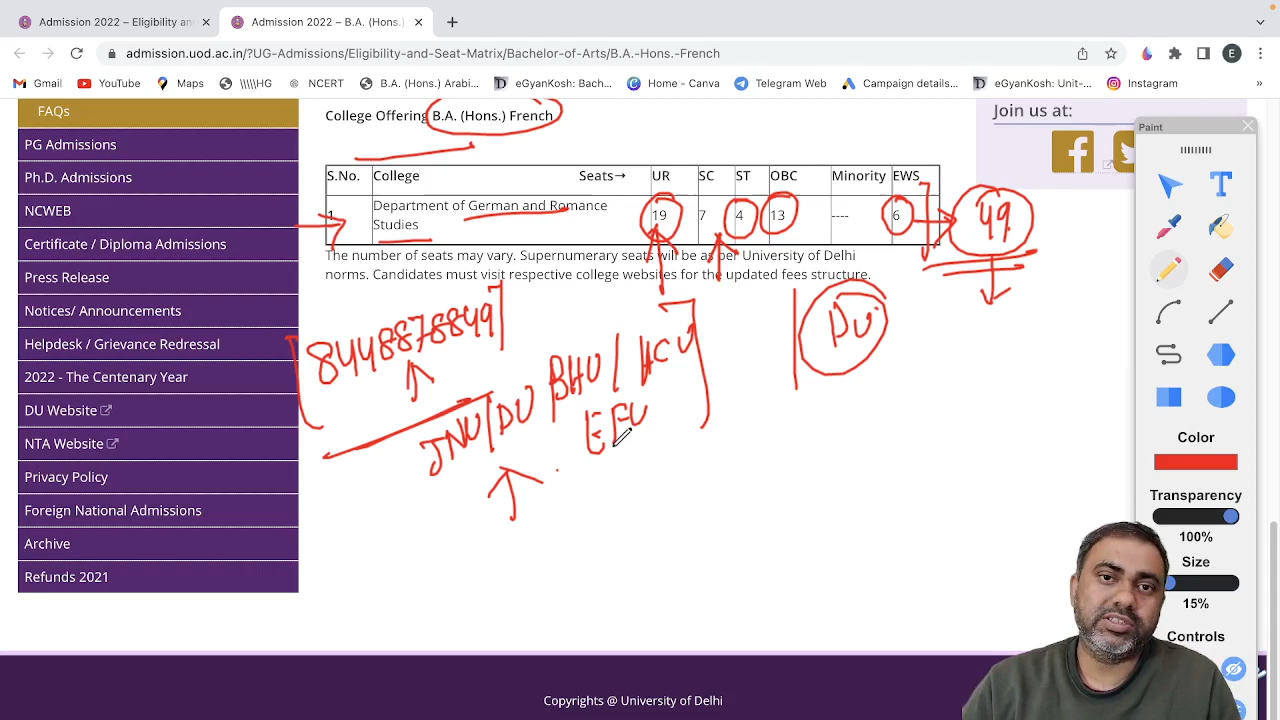 Admission 2022 – Eligibility an
Admission 2022 – B.A. (Hons.)
admission.uod.ac.in/?UG-Admissions/Eligibility-and-Seat-Matrix/Bachelor-of-Arts/B.A.-Hons.-French
E
Gmail
YouTube
Maps
\\\\\HG
NCERT
B.A. (Hons.) Arabi...
eGyanKosh: Bach...
Home - Canva
Telegram Web
Campaign details...
eGyanKosh: Unit-...
Instagram
»
FAQs
PG Admissions
Ph.D. Admissions
NCWEB
Certificate / Diploma Admissions
Press Release
Notices/Announcements
Helpdesk / Grievance Redressal
2022 - The Centenary Year
DU Website
NTA Website
Privacy Policy
Foreign National Admissions
Archive
Refunds 2021
College Offering B.A. (Hons.) French
S.No. College Seats→ UR SC ST OBC Minority EWS
1 Department of German and Romance Studies 19 7 4 13 ---- 6
49
The number of seats may vary. Supernumerary seats will be as per University of Delhi
norms. Candidates must visit respective college websites for the updated fees structure.
8448878849
JNU/DU BHU/HCU
EFU
DU
Join us at:
Paint
Color
Transparency
100%
Size
15%
Controls
Copyrights @ University of Delhi